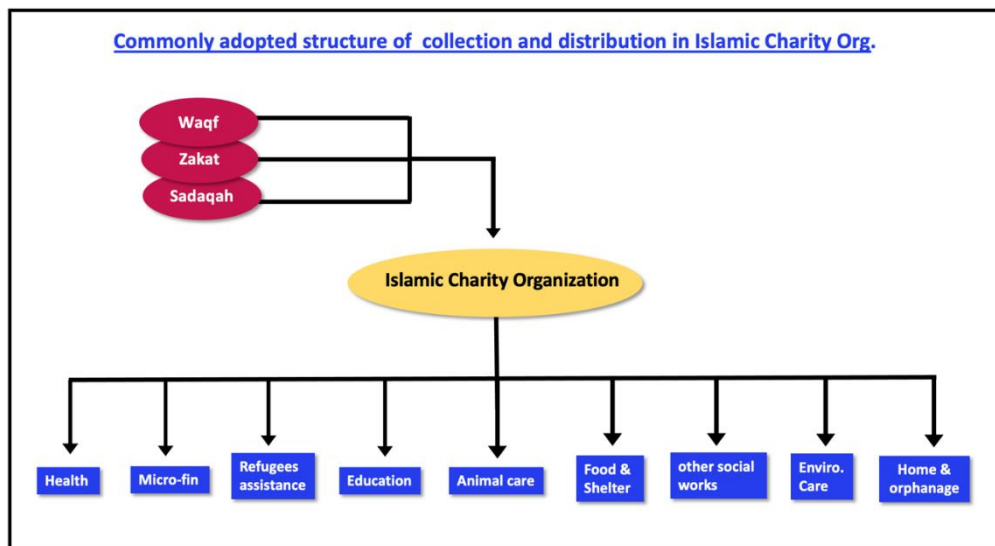 Commonly adopted structure of collection and distribution in Islamic Charity Org.
Waqf
Zakat
Sadaqah
Islamic Charity Organization
Health
Micro-fin
Refugees
assistance
Education
Animal care
Food &
Shelter
other social
works
Enviro.
Care
Home &
orphanage